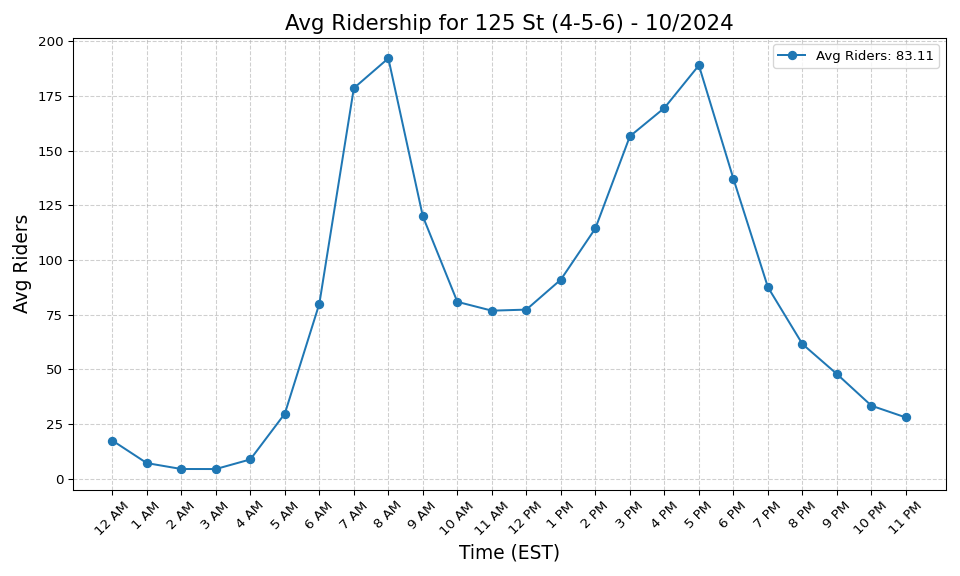 Avg Ridership for 125 St (4-5-6) - 10/2024
Avg Riders: 83.11
Avg Riders
200
175
150
125
100
75
50
25
0
12 AM
1 AM
2 AM
3 AM
4 AM
5 AM
6 AM
7 AM
8 AM
9 AM
10 AM
11 AM
12 PM
1 PM
2 PM
3 PM
4 PM
5 PM
6 PM
7 PM
8 PM
9 PM
10 PM
11 PM
Time (EST)